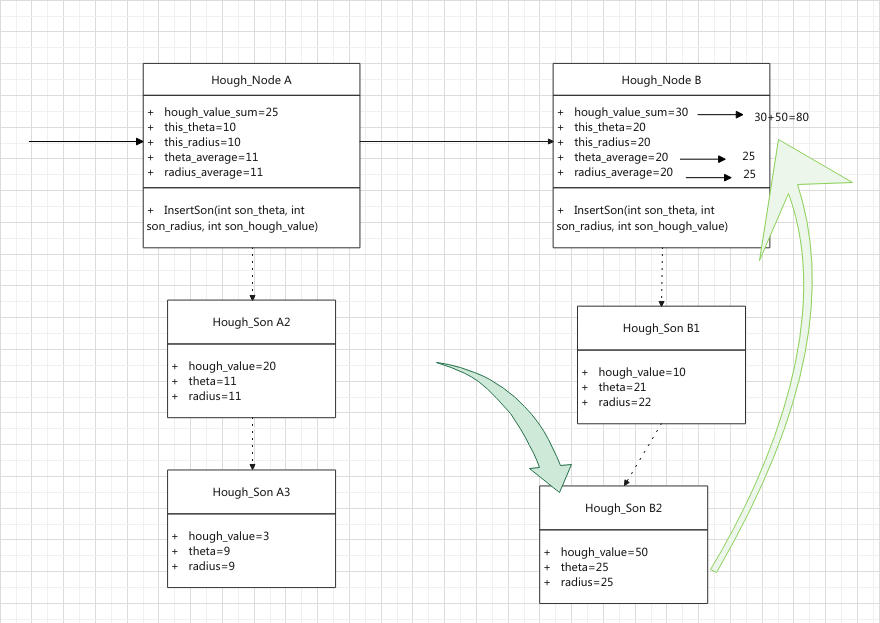 Hough_Node A
+ hough_value_sum=25
+ this_theta=10
+ this_radius=10
+ theta_average=11
+ radius_average=11
+ InsertSon(int son_theta, int
son_radius, int son_hough_value)
Hough_Son A2
+ hough_value=20
+ theta=11
+ radius=11
Hough_Son A3
+ hough_value=3
+ theta=9
+ radius=9
Hough_Node B
+ hough_value_sum=30
30+50=80
+ this_theta=20
+ this_radius=20
+ theta_average=20
25
+ radius_average=20
25
+ InsertSon(int son_theta, int
son_radius, int son_hough_value)
Hough_Son B1
+ hough_value=10
+ theta=21
+ radius=22
Hough_Son B2
+ hough_value=50
+ theta=25
+ radius=25